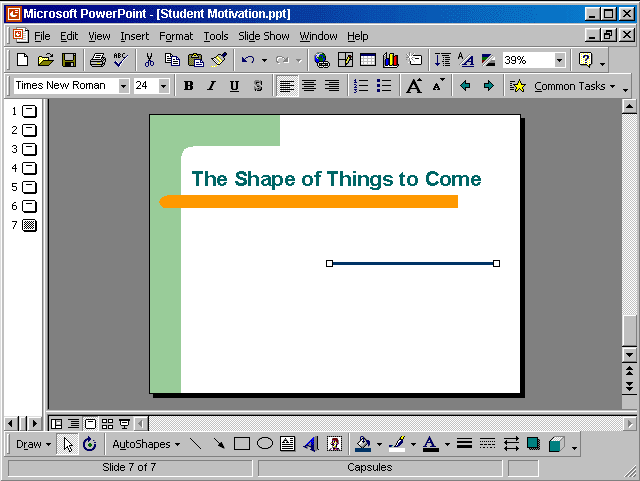 Microsoft PowerPoint - [Student Motivation.ppt]
File Edit View Insert Format Tools Slide Show Window Help
ABC 39% ?
Times New Roman 24 B I U S A A Common Tasks
1
2
3
4
5
6
7
The Shape of Things to Come
Draw AutoShapes A A
Slide 7 of 7 Capsules